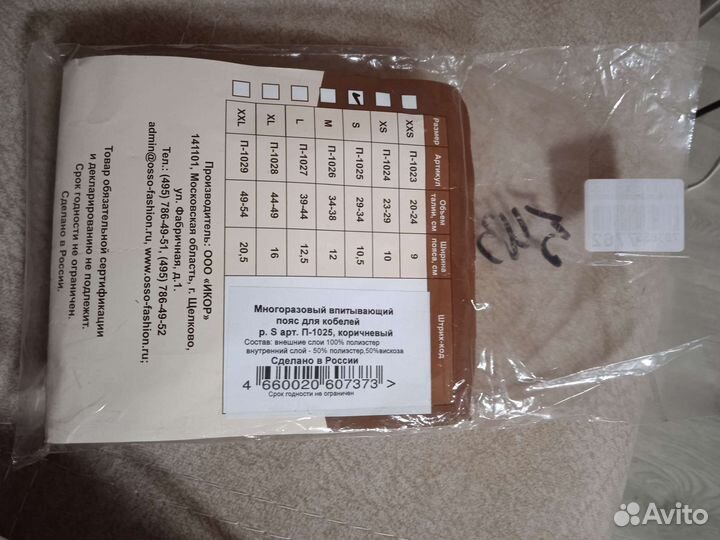 Размер Артикул Объем талии, см Ширина пояса, см Штрих-код
XXS П-1023 20-24 9
XS П-1024 23-29 10
S П-1025 29-34 10,5
M П-1026 34-38 12
L П-1027 39-44 12,5
XL П-1028 44-49 16
XXL П-1029 49-54 20,5
Многоразовый впитывающий
пояс для кобелей
р. S арт. П-1025, коричневый
Состав: внешние слои 100% полиэстер
внутренний слой - 50% полиэстер,50%вискоза
Сделано в России
4 660020 607373 >
Срок годности не ограничен
Производитель: ООО «ИКОР»
141101, Московская область, г. Щелково,
ул. Фабричная, д.1.
Тел.: (495) 786-49-51, (495) 786-49-52
admin@osso-fashion.ru, www.osso-fashion.ru;
Товар обязательной сертификации
и декларированию не подлежит.
Срок годности не ограничен.
Сделано в России.
Avito